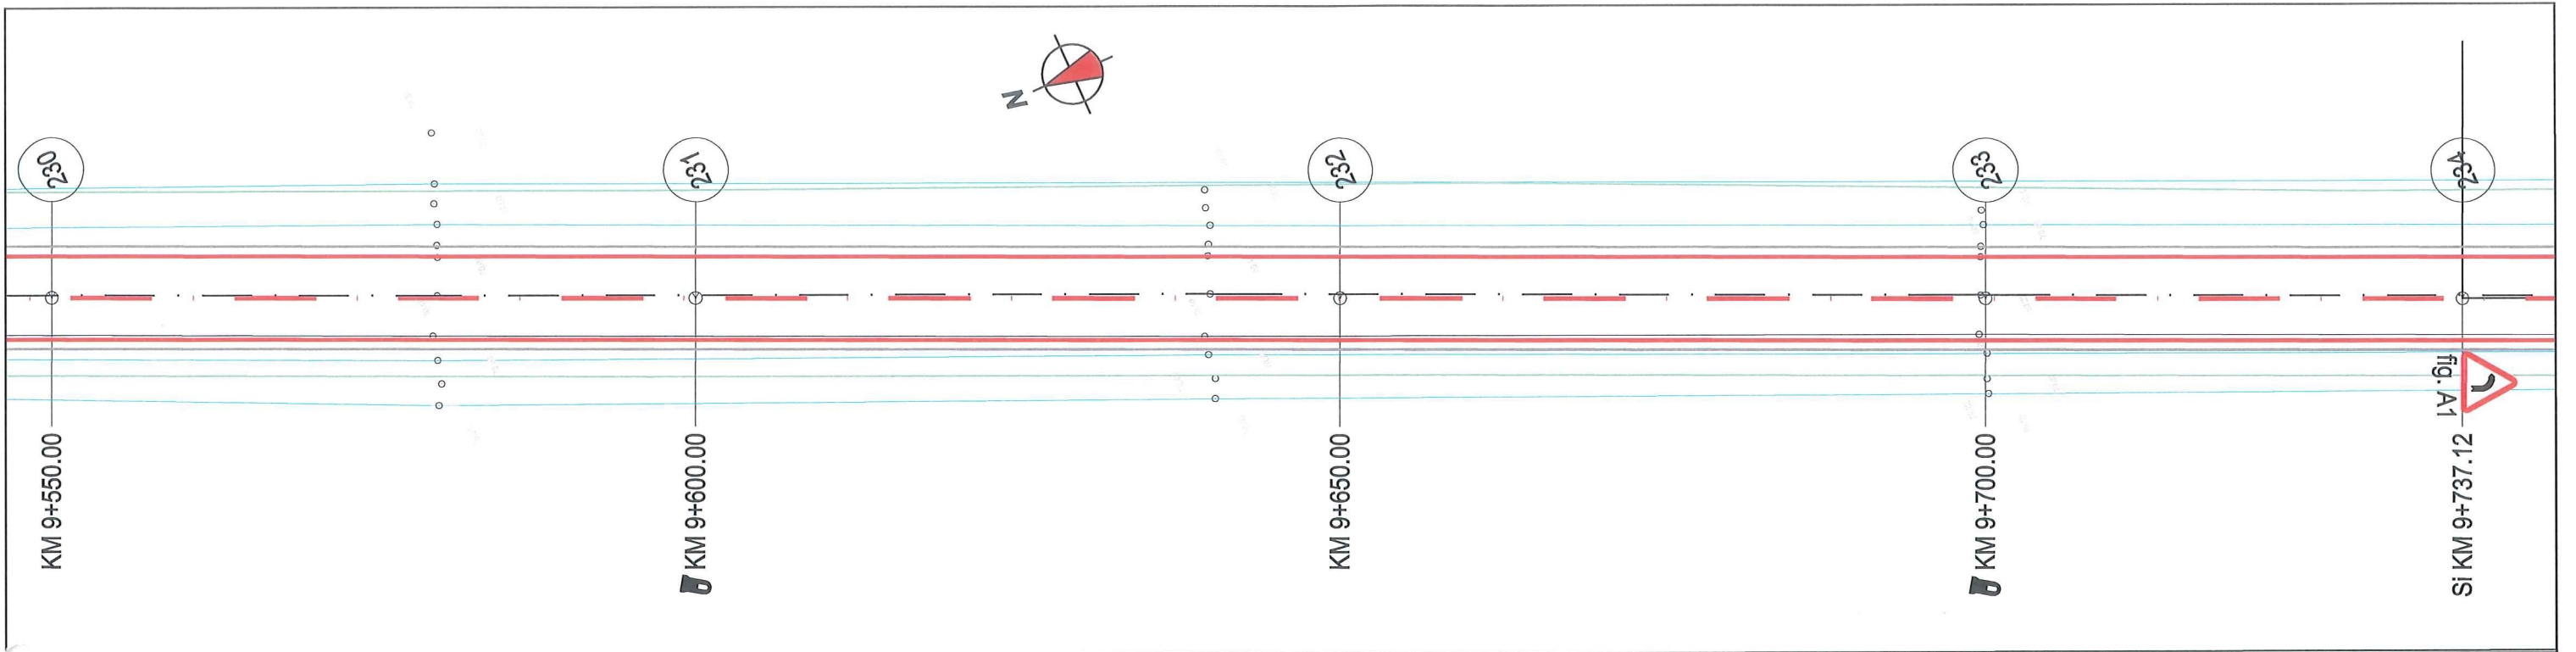 N
230
231
232
233
234
KM 9+550.00
KM 9+600.00
KM 9+650.00
KM 9+700.00
Si KM 9+737.12
fig. A1